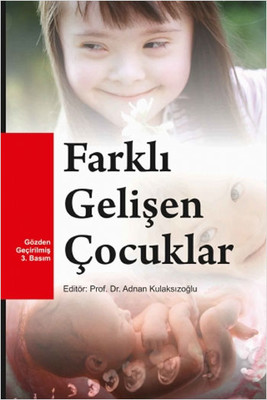 Farklı
Gelişen
Çocuklar
Gözden
Geçirilmiş
3. Basım
Editör: Prof. Dr. Adnan Kulaksızoğlu